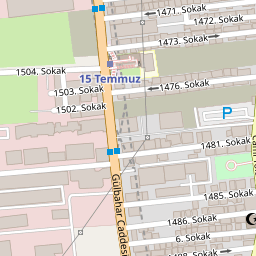 1471. Sokak
1472. Sokak
1473. Sokak
1504. Sokak
15 Temmuz
1503. Sokak
1476. Sokak
1502. Sokak
P
1481. Sokak
Gülbahar Caddesi
1485. Sokak
1486. Sokak
6. Sokak